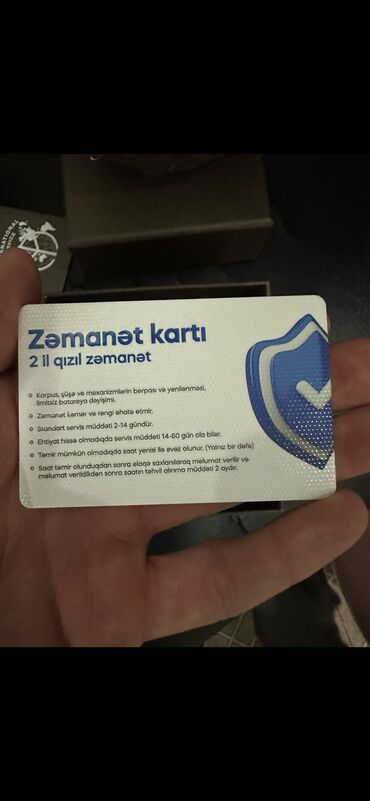 INTERNATIONAL
SERVICE
Zəmanət kartı
2 il qızıl zəmanət
Korpus, şüşə və mexanizmlərin bərpası və yenilənməsi,
limitsiz batareya dəyişimi.
Zəmanət kəmər və rəngi əhatə etmir.
Standart servis müddəti 2-14 gündür.
Ehtiyat hissə olmadıqda servis müddəti 14-60 gün ola bilər.
Təmir mümkün olmadıqda saat yenisi ilə əvəz olunur. (Yalnız bir dəfə)
Saat təmir olunduqdan sonra əlaqə saxlanılaraq məlumat verilir və
məlumat verildikdən sonra saatın təhvil alınma müddəti 2 aydır.